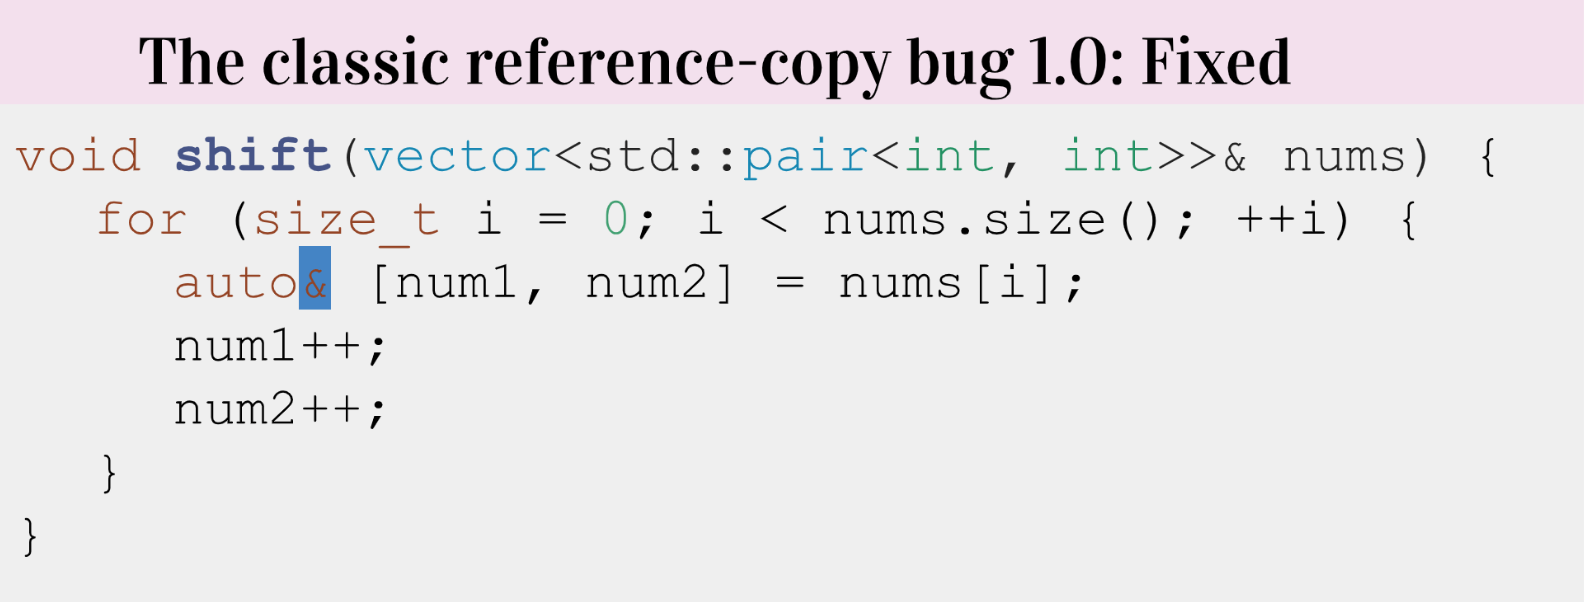 The classic reference-copy bug 1.0: Fixed
void shift(vector<std::pair<int, int>>& nums) {
for (size_t i = 0; i < nums.size(); ++i) {
auto& [num1, num2] = nums[i];
num1++;
num2++;
}
}